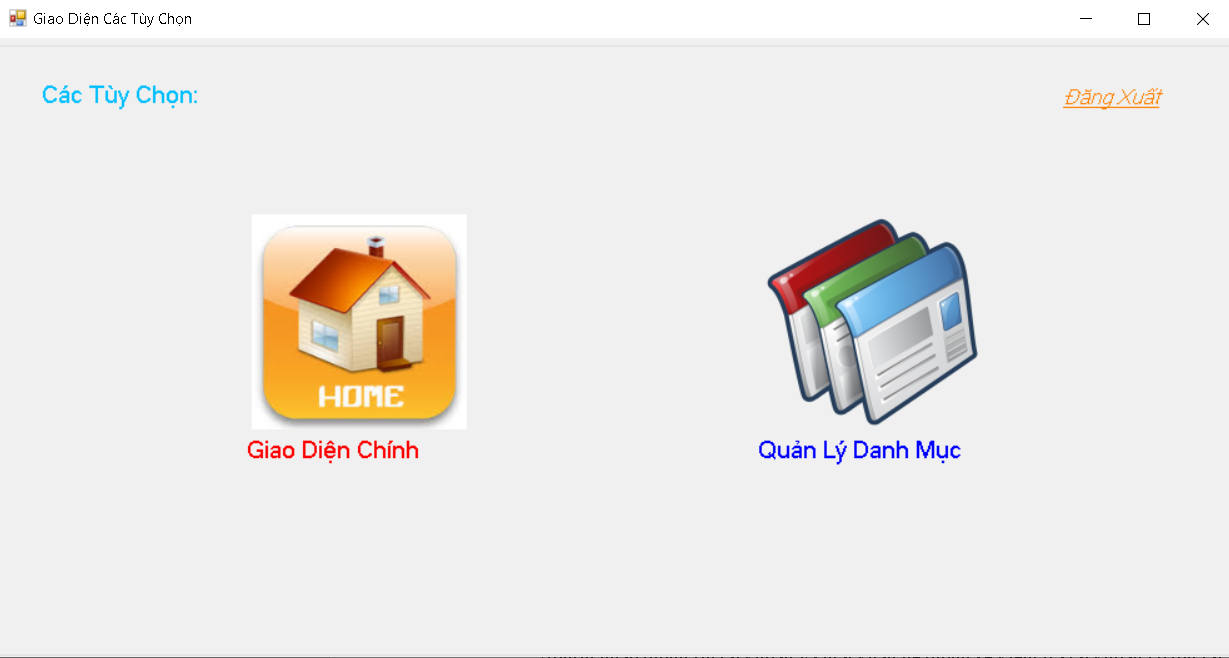 Giao Diện Các Tùy Chọn
Các Tùy Chọn:
Đăng Xuất
HOME
Giao Diện Chính
Quản Lý Danh Mục